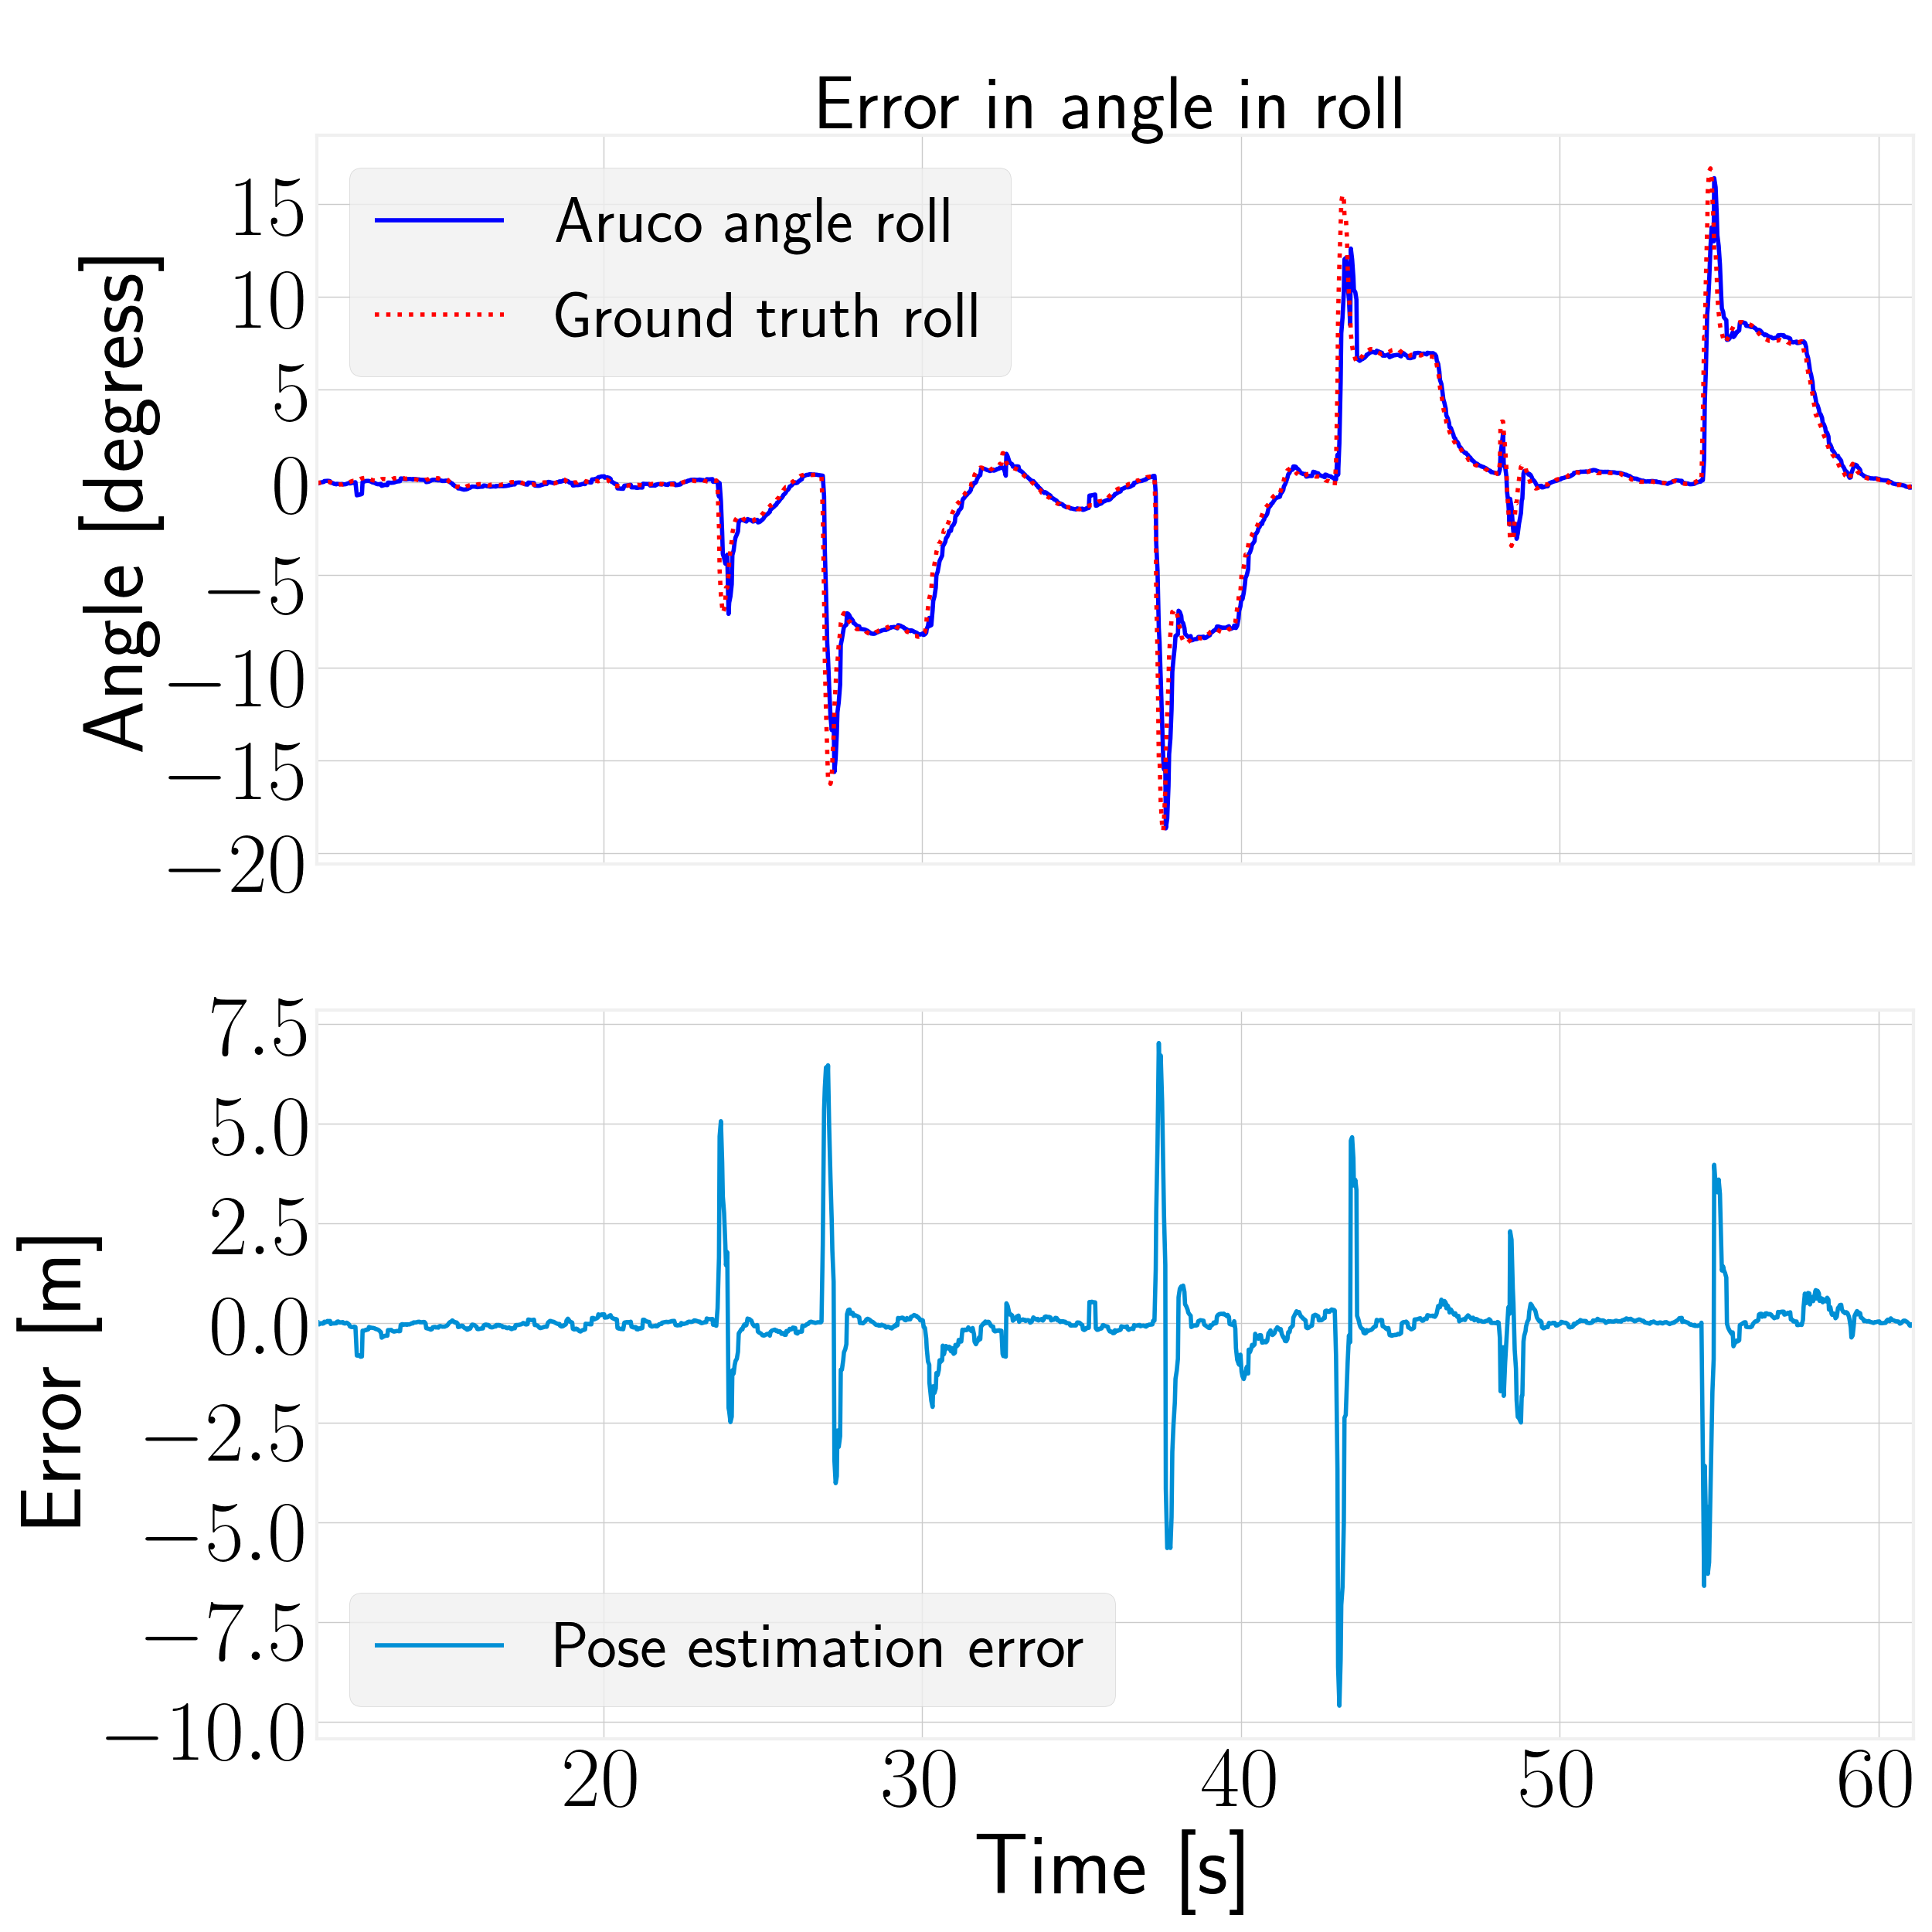 Error in angle in roll
Angle [degress]
15
10
5
0
−5
−10
−15
−20
Aruco angle roll
Ground truth roll
Error [m]
7.5
5.0
2.5
0.0
−2.5
−5.0
−7.5
−10.0
Pose estimation error
20 30 40 50 60
Time [s]